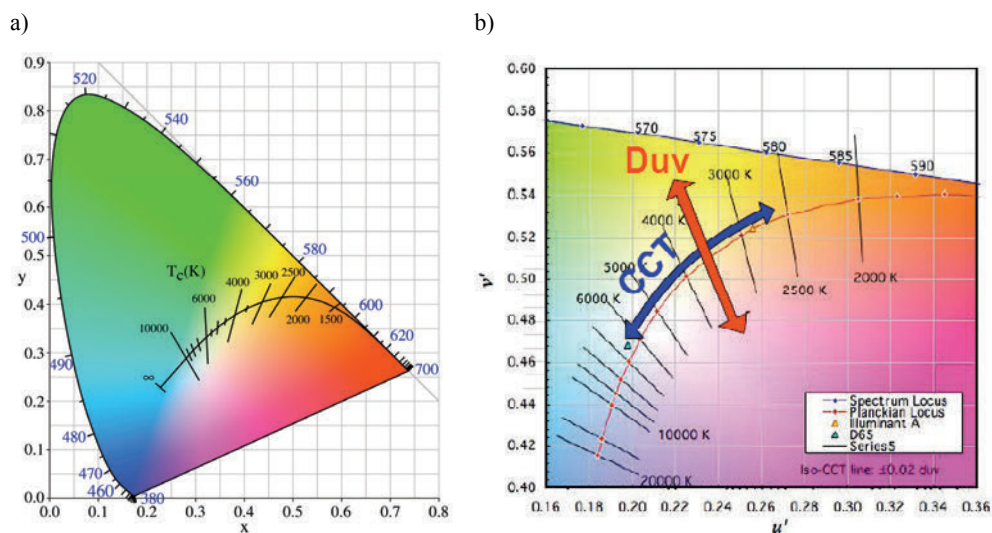 a)
0.9
0.8
0.7
0.6
0.5
0.4
0.3
0.2
0.1
0.0
y
0.0 0.1 0.2 0.3 0.4 0.5 0.6 0.7 0.8
x
520
540
560
580
600
620
700
500
490
480
470
460
380
Tc(K)
∞
10000
6000
4000
3000
2500
2000
1500
b)
0.60
0.58
0.56
0.54
0.52
0.50
0.48
0.46
0.44
0.42
0.40
v'
0.16 0.18 0.20 0.22 0.24 0.26 0.28 0.30 0.32 0.34 0.36
u'
570
575
580
585
590
Duv
CCT
3000 K
4000 K
5000
6000 K
2500 K
2000 K
10000 K
20000 K
Spectrum Locus
Planckian Locus
Illuminant A
D65
Series5
Iso-CCT line: ±0.02 duv